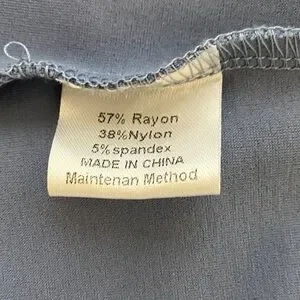 57% Rayon
38%Nylon
5%spandex
MADE IN CHINA
Maintenan Method